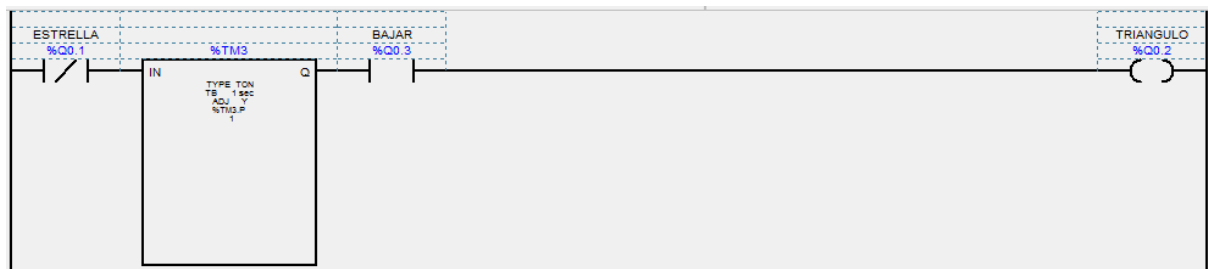 ESTRELLA
%Q0.1
%TM3
BAJAR
%Q0.3
TRIANGULO
%Q0.2
IN
Q
TYPE TON
TB 1 sec
ADJ Y
%TM3.P
1